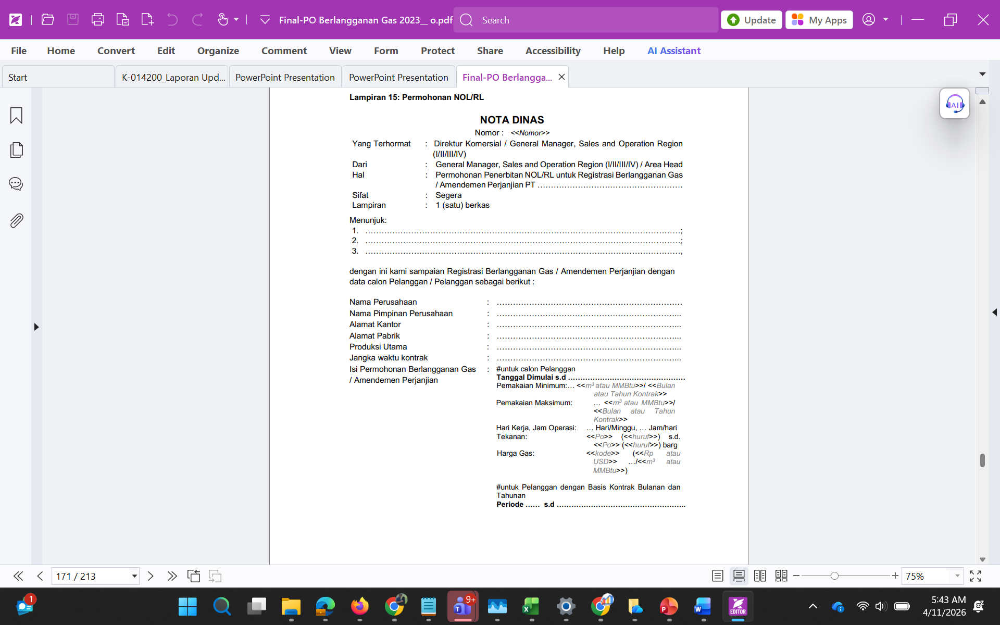 Final-PO Berlangganan Gas 2023__ o.pdf
Search
Update
My Apps
File
Home
Convert
Edit
Organize
Comment
View
Form
Protect
Share
Accessibility
Help
AI Assistant
Start
K-014200_Laporan Upd...
PowerPoint Presentation
PowerPoint Presentation
Final-PO Berlangga...
AI
Lampiran 15: Permohonan NOL/RL
NOTA DINAS
Nomor : <<Nomor>>
Yang Terhormat : Direktur Komersial / General Manager, Sales and Operation Region
(I/II/III/IV)
Dari : General Manager, Sales and Operation Region (I/II/III/IV) / Area Head
Hal : Permohonan Penerbitan NOL/RL untuk Registrasi Berlangganan Gas
/ Amendemen Perjanjian PT ………………………………………………
Sifat : Segera
Lampiran : 1 (satu) berkas
Menunjuk:
1. ………………………………………………………………………………………………………;
2. ………………………………………………………………………………………………………;
3. ………………………………………………………………………………………………………,
dengan ini kami sampaian Registrasi Berlangganan Gas / Amendemen Perjanjian dengan
data calon Pelanggan / Pelanggan sebagai berikut :
Nama Perusahaan : ……………………………………………………………
Nama Pimpinan Perusahaan : …………………………………………………………...
Alamat Kantor : …………………………………………………………...
Alamat Pabrik : …………………………………………………………...
Produksi Utama : …………………………………………………………...
Jangka waktu kontrak : …………………………………………………………...
Isi Permohonan Berlangganan Gas : #untuk calon Pelanggan
/ Amendemen Perjanjian
Tanggal Dimulai s.d …………………………………………
Pemakaian Minimum:… <<m³ atau MMBtu>>/ <<Bulan
atau Tahun Kontrak>>
Pemakaian Maksimum: … <<m³ atau MMBtu>>/
<<Bulan atau Tahun
Kontrak>>
Hari Kerja, Jam Operasi: … Hari/Minggu, … Jam/hari
Tekanan: <<Po>> (<<huruf>>) s.d.
<<Po>> (<<huruf>>) barg
Harga Gas: <<kode>> (<<Rp atau
USD>> …/<<m³ atau
MMBtu>>)
#untuk Pelanggan dengan Basis Kontrak Bulanan dan
Tahunan
Periode …… s.d ……………………………………………..
171 / 213
75%
1
9+
EDITOR
5:43 AM
4/11/2026